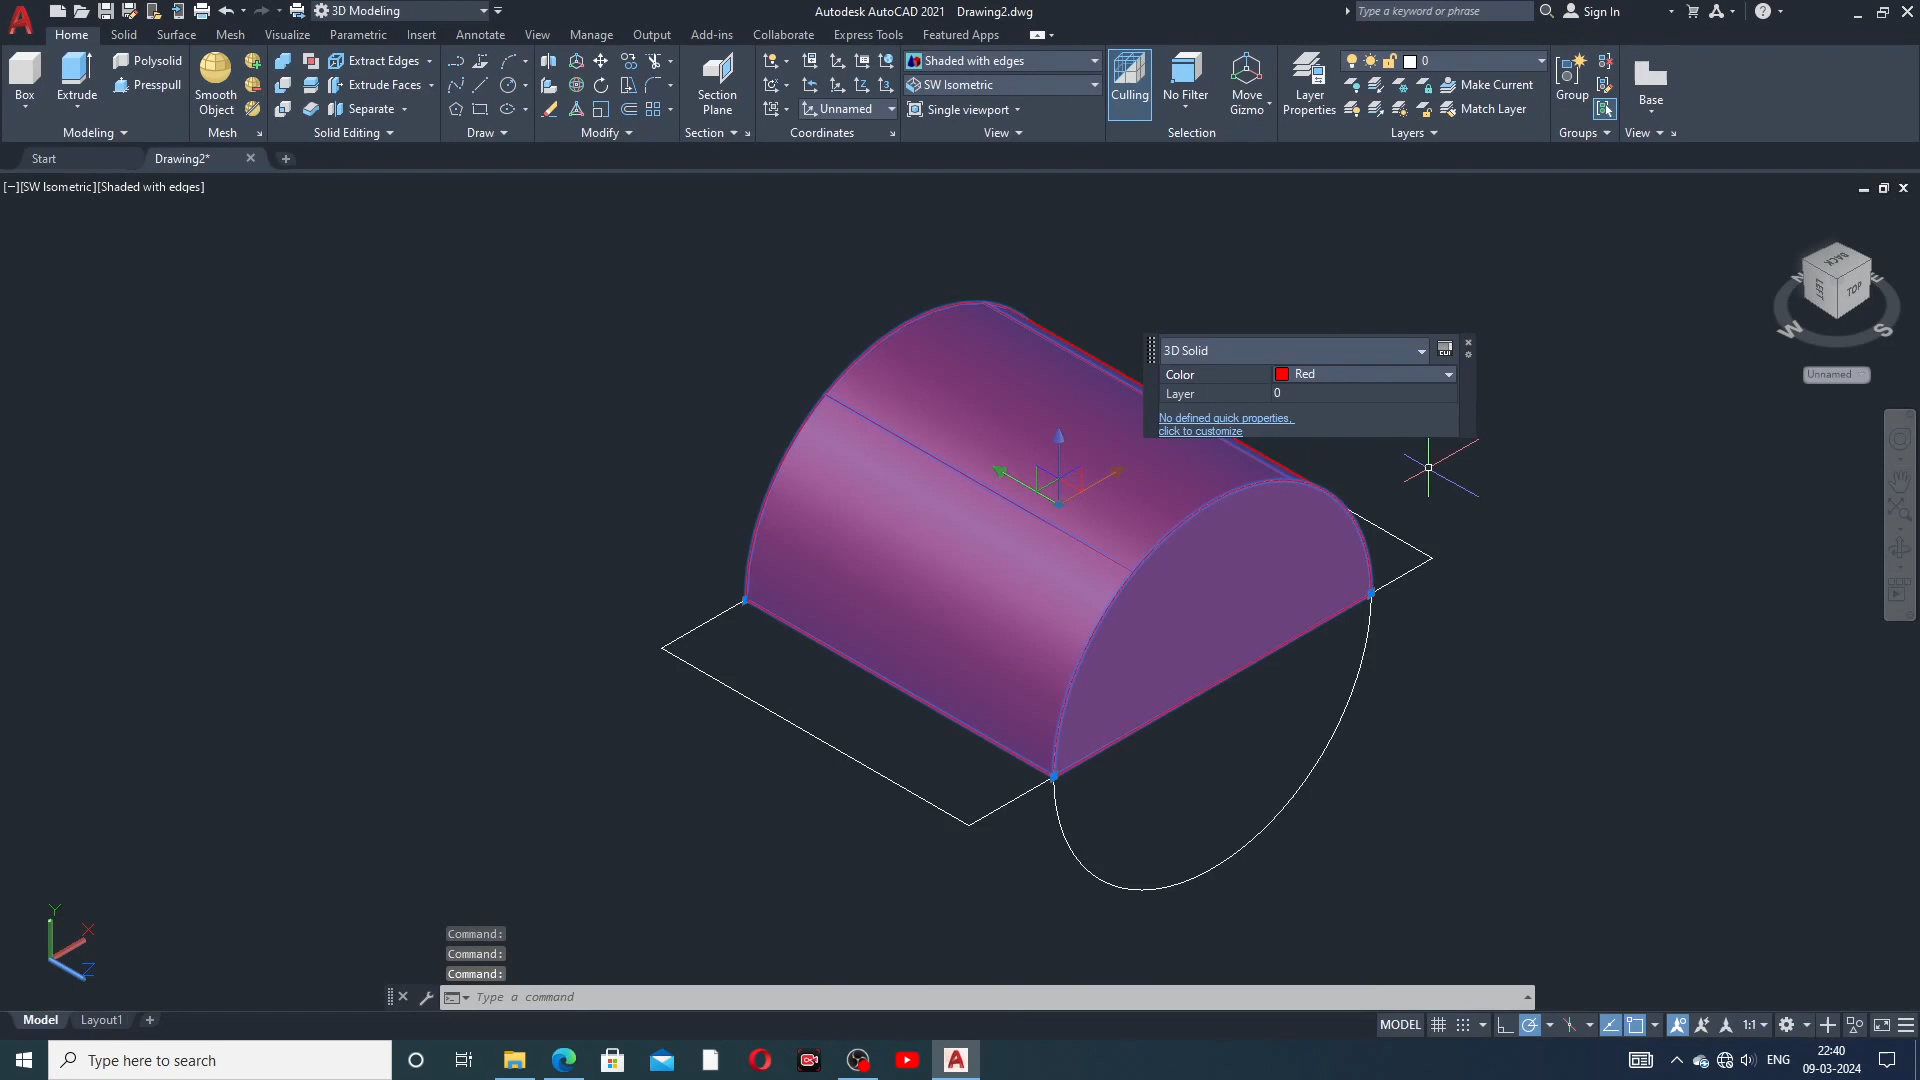 3D Modeling
Autodesk AutoCAD 2021 Drawing2.dwg
Type a keyword or phrase
Sign In
Home Solid Surface Mesh Visualize Parametric Insert Annotate View Manage Output Add-ins Collaborate Express Tools Featured Apps
Box
Extrude
Polysolid
Presspull
Modeling
Smooth
Object
Mesh
Extract Edges
Extrude Faces
Separate
Solid Editing
Draw
Modify
Section
Plane
Section
Unnamed
Coordinates
Shaded with edges
SW Isometric
Single viewport
View
Culling
No Filter
Move
Gizmo
Selection
Layer
Properties
0
Make Current
Match Layer
Layers
Group
Groups
Base
View
Start Drawing2*
[−][SW Isometric][Shaded with edges]
BACK
LEFT
TOP
N
E
W
S
Unnamed
3D Solid
CUI
Color Red
Layer 0
No defined quick properties,
click to customize
Y
X
Z
Command:
Command:
Command:
Type a command
Model Layout1
MODEL
1:1
Type here to search
ENG
22:40
09-03-2024